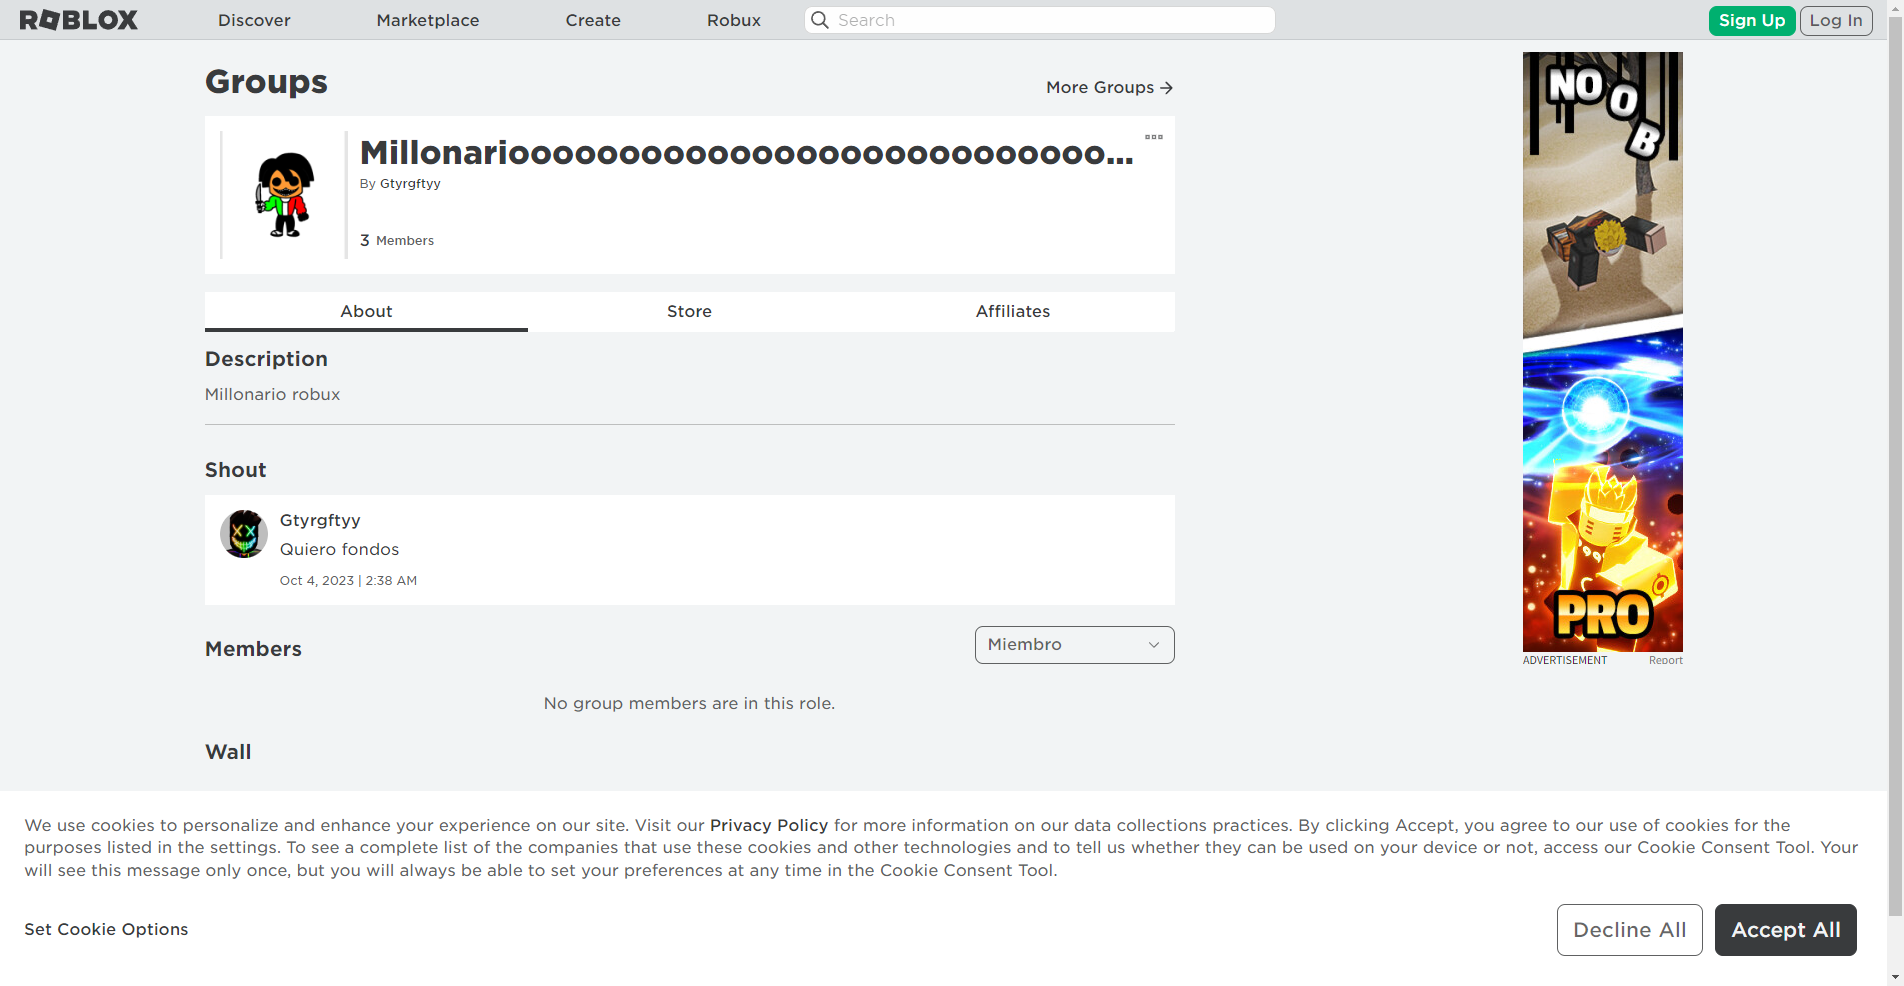 ROBLOX
Discover
Marketplace
Create
Robux
Search
Sign Up
Log In
Groups
More Groups
Millonariooooooooooooooooooooooooooooo...
By Gtyrgftyy
3 Members
About
Store
Affiliates
Description
Millonario robux
Shout
Gtyrgftyy
Quiero fondos
Oct 4, 2023 | 2:38 AM
Members
Miembro
No group members are in this role.
Wall
NOOB
PRO
ADVERTISEMENT
Report
We use cookies to personalize and enhance your experience on our site. Visit our Privacy Policy for more information on our data collections practices. By clicking Accept, you agree to our use of cookies for the
purposes listed in the settings. To see a complete list of the companies that use these cookies and other technologies and to tell us whether they can be used on your device or not, access our Cookie Consent Tool. Your
will see this message only once, but you will always be able to set your preferences at any time in the Cookie Consent Tool.
Set Cookie Options
Decline All
Accept All